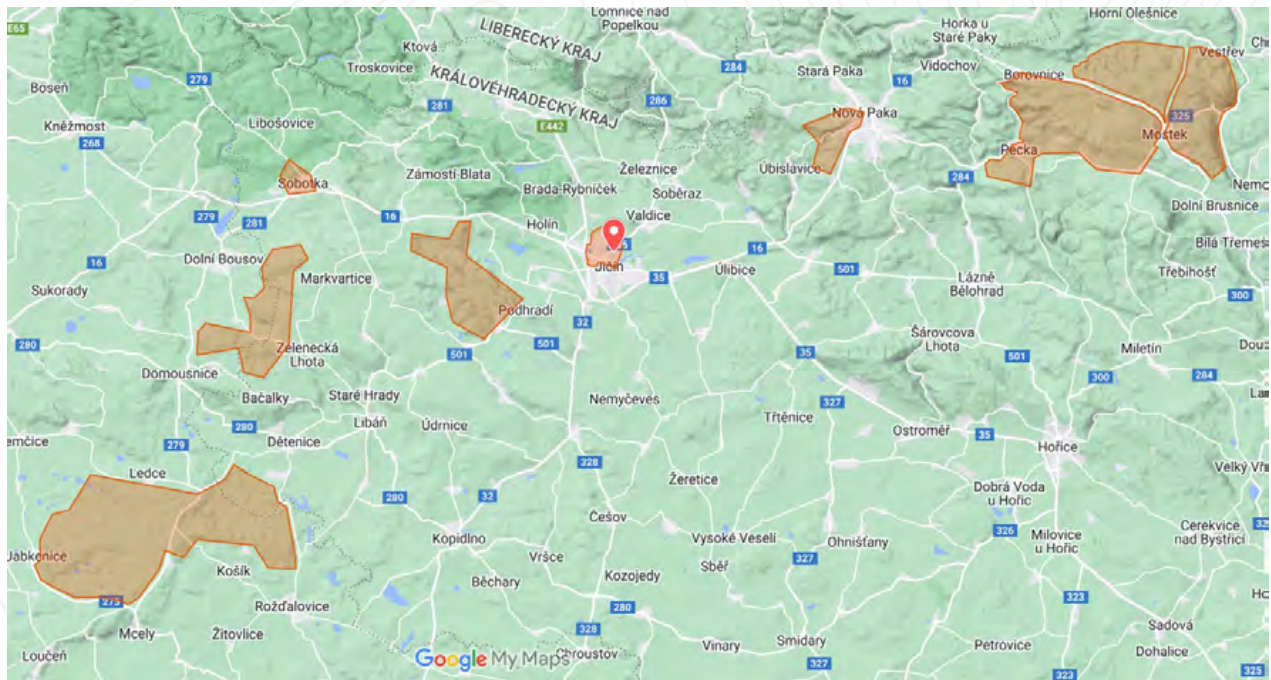 E65
Lomnice nad
Popelkou
Horní Olešnice
Horka u
Staré Paky
Ktová
LIBERECKÝ KRAJ
Troskovice
284
Stará Paka
16
Vidochov
Vestřev
279
Boseň
KRÁLOVÉHRADECKÝ KRAJ
281
286
Borovnice
Kněžmost
Libošovice
E442
Nová Paka
325
Mostek
268
Pecka
Železnice
Úbislavice
Zámostí-Blata
Sobotka
Brada-Rybníček
Soběraz
284
279
281
16
Holín
Valdice
Dolní Brusnice
Dolní Bousov
16
Bílá Třemeš
16
Markvartice
Jičín
35
Úlibice
501
Lázně
Bělohrad
Třebihošť
Sukorady
300
Podhradí
32
Šárovcova
Lhota
280
Zelenecká
Lhota
501
501
35
501
Miletín
Domousnice
300
284
Bačalky
Staré Hrady
Nemyčeves
Třtěnice
327
280
Libáň
Údrnice
Ostroměř
35
Hořice
279
Dětenice
328
Ledce
Žeretice
280
32
Dobrá Voda
u Hořic
Češov
326
Kopidlno
Vysoké Veselí
Ohnišťany
Milovice
u Hořic
Cerekvice
nad Bystřicí
Jabkenice
Košík
Vršce
Sběř
327
Běchary
Kozojedy
275
Rožďalovice
280
323
Mcely
Žitovlice
328
Sadová
Loučeň
Google My Maps
Chroustov
Vinary
Smidary
Petrovice
Dohalice
327
323
325